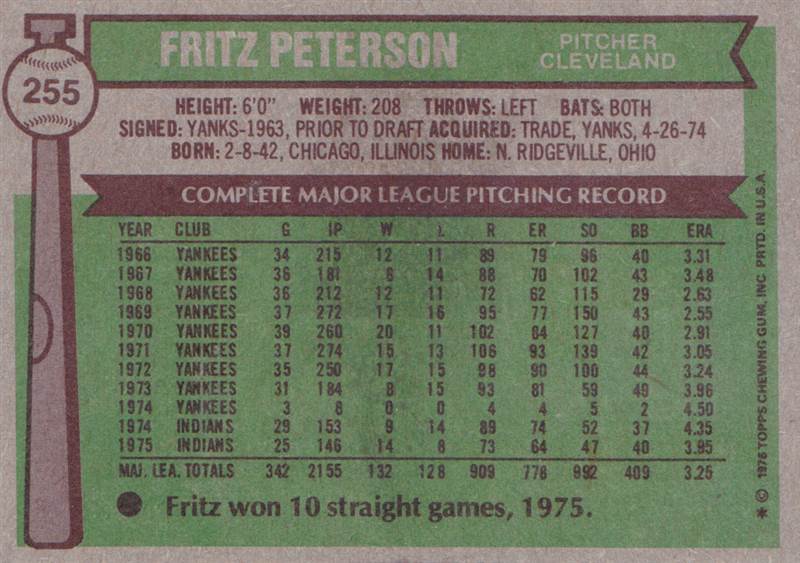 255
FRITZ PETERSON
PITCHER
CLEVELAND
HEIGHT: 6'0" WEIGHT: 208 THROWS: LEFT BATS: BOTH
SIGNED: YANKS-1963, PRIOR TO DRAFT ACQUIRED: TRADE, YANKS, 4-26-74
BORN: 2-8-42, CHICAGO, ILLINOIS HOME: N. RIDGEVILLE, OHIO
COMPLETE MAJOR LEAGUE PITCHING RECORD
YEAR CLUB G IP W L R ER SO BB ERA
1966 YANKEES 34 215 12 11 89 79 96 40 3.31
1967 YANKEES 36 181 8 14 88 70 102 43 3.48
1968 YANKEES 36 212 12 11 72 62 115 29 2.63
1969 YANKEES 37 272 17 16 95 77 150 43 2.55
1970 YANKEES 39 260 20 11 102 84 127 40 2.91
1971 YANKEES 37 274 15 13 106 93 139 42 3.05
1972 YANKEES 35 250 17 15 98 90 100 44 3.24
1973 YANKEES 31 184 8 15 93 81 59 49 3.96
1974 YANKEES 3 8 0 0 4 4 5 2 4.50
1974 INDIANS 29 153 9 14 89 74 52 37 4.35
1975 INDIANS 25 146 14 8 73 64 47 40 3.95
MAJ. LEA. TOTALS 342 2155 132 128 909 778 992 409 3.25
Fritz won 10 straight games, 1975.
* © 1976 TOPPS CHEWING GUM, INC PRTD. IN U.S.A.